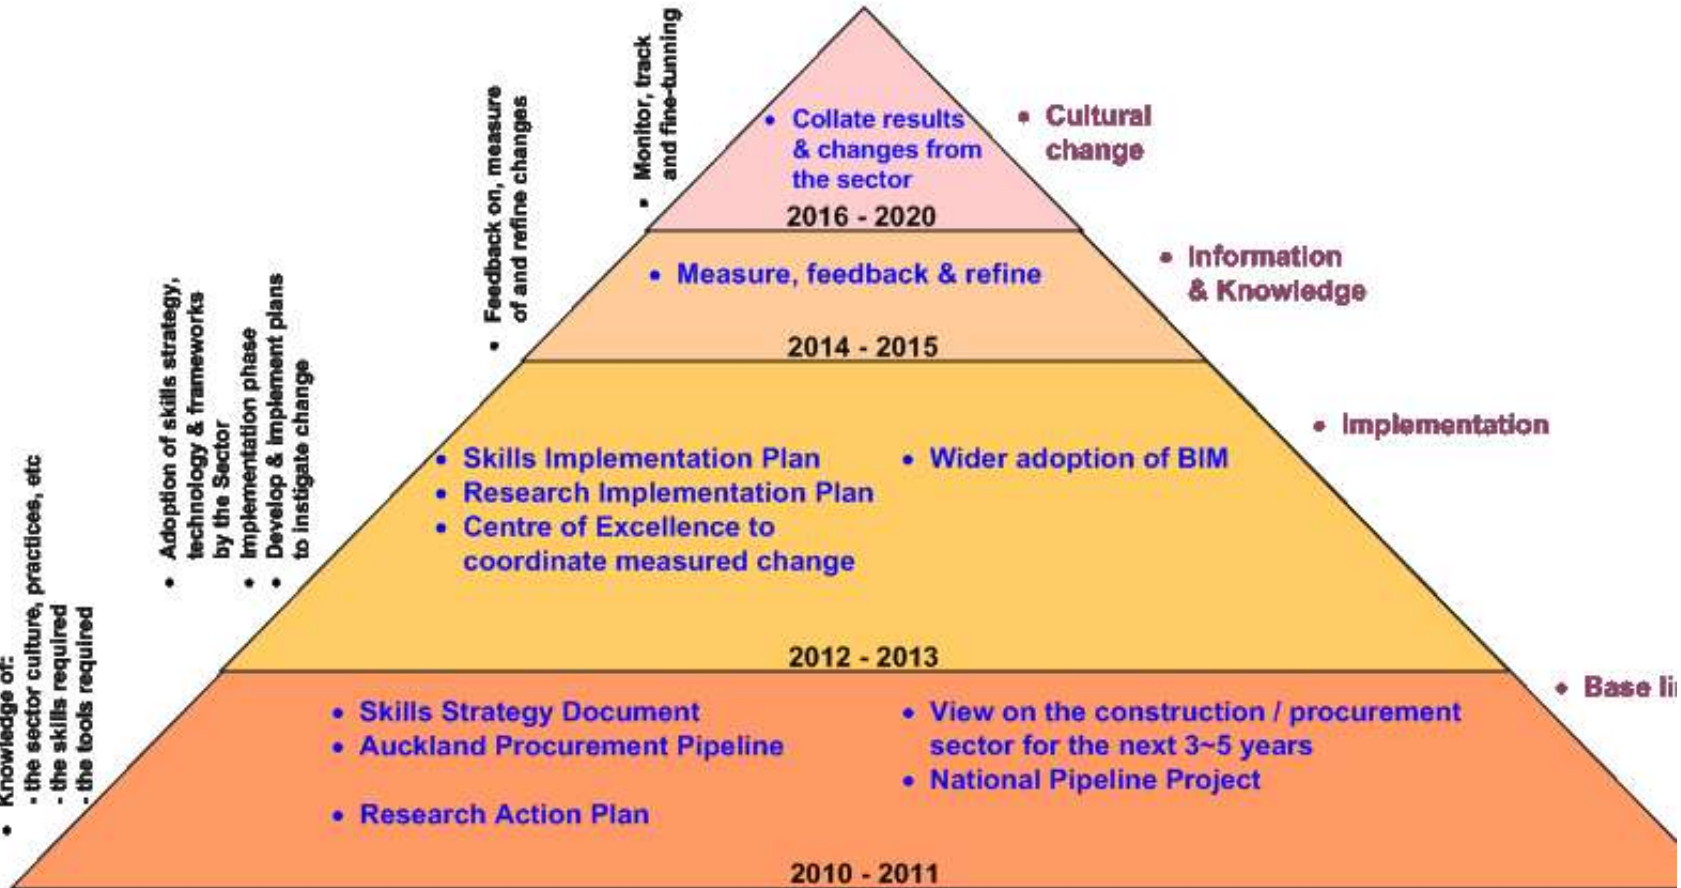 • Monitor, track
and fine-tunning
• Collate results
& changes from
the sector
2016 - 2020
• Cultural
change
• Feedback on, measure
of and refine changes
• Measure, feedback & refine
2014 - 2015
• Information
& Knowledge
• Adoption of skills strategy,
technology & frameworks
by the Sector
• Implementation phase
• Develop & Implement plans
to instigate change
• Skills Implementation Plan
• Research Implementation Plan
• Centre of Excellence to
coordinate measured change
• Wider adoption of BIM
2012 - 2013
• Implementation
• Knowledge of:
- the sector culture, practices, etc
- the skills required
- the tools required
• Skills Strategy Document
• Auckland Procurement Pipeline
• Research Action Plan
• View on the construction / procurement
sector for the next 3~5 years
• National Pipeline Project
2010 - 2011
• Base